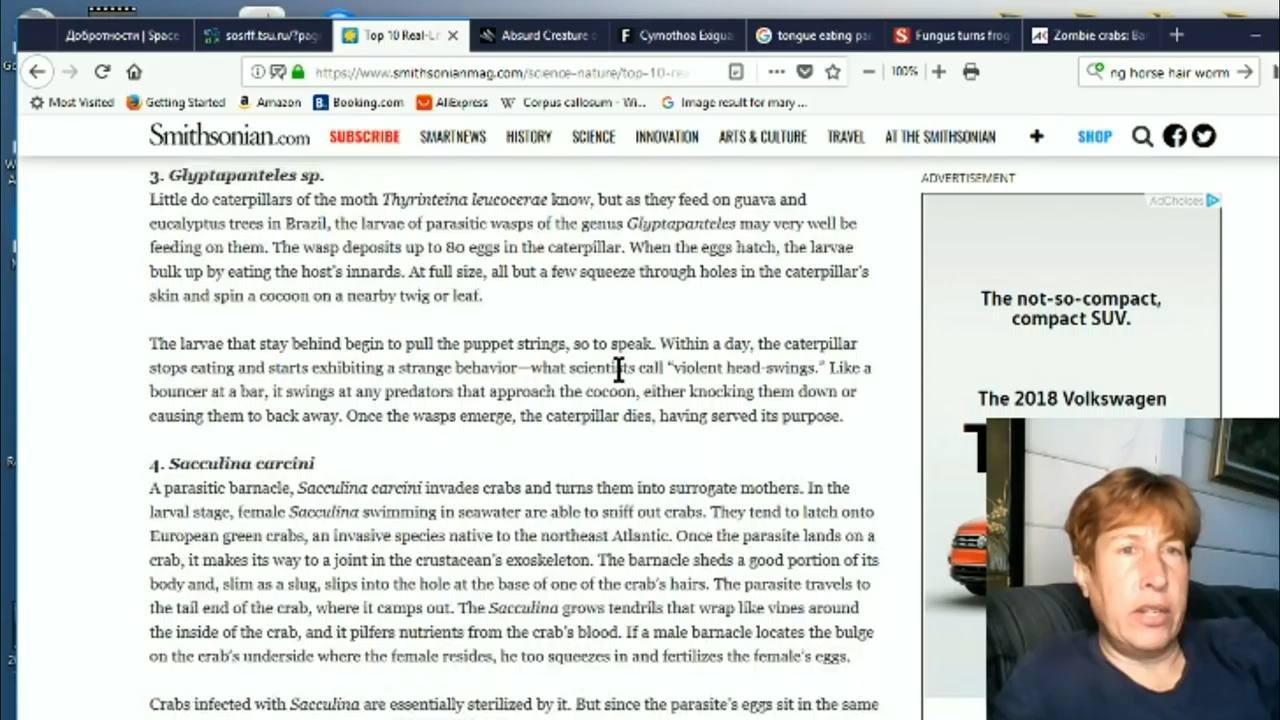 Добротности | Space
sosrff.tsu.ru/?pag
Top 10 Real-Li
Absurd Creature o
Cymothoa Exigua
tongue eating par
Fungus turns frog
Zombie crabs: Ba
https://www.smithsonianmag.com/science-nature/top-10-rea
100%
ng horse hair worm
Most Visited
Getting Started
Amazon
Booking.com
AliExpress
Corpus callosum - Wi...
Image result for mary ...
Smithsonian.com
SUBSCRIBE
SMARTNEWS
HISTORY
SCIENCE
INNOVATION
ARTS & CULTURE
TRAVEL
AT THE SMITHSONIAN
SHOP
3. Glyptapanteles sp.
Little do caterpillars of the moth Thyrinteina leucocerae know, but as they feed on guava and
eucalyptus trees in Brazil, the larvae of parasitic wasps of the genus Glyptapanteles may very well be
feeding on them. The wasp deposits up to 80 eggs in the caterpillar. When the eggs hatch, the larvae
bulk up by eating the host's innards. At full size, all but a few squeeze through holes in the caterpillar's
skin and spin a cocoon on a nearby twig or leaf.
The larvae that stay behind begin to pull the puppet strings, so to speak. Within a day, the caterpillar
stops eating and starts exhibiting a strange behavior—what scientists call “violent head-swings.” Like a
bouncer at a bar, it swings at any predators that approach the cocoon, either knocking them down or
causing them to back away. Once the wasps emerge, the caterpillar dies, having served its purpose.
4. Sacculina carcini
A parasitic barnacle, Sacculina carcini invades crabs and turns them into surrogate mothers. In the
larval stage, female Sacculina swimming in seawater are able to sniff out crabs. They tend to latch onto
European green crabs, an invasive species native to the northeast Atlantic. Once the parasite lands on a
crab, it makes its way to a joint in the crustacean's exoskeleton. The barnacle sheds a good portion of its
body and, slim as a slug, slips into the hole at the base of one of the crab's hairs. The parasite travels to
the tail end of the crab, where it camps out. The Sacculina grows tendrils that wrap like vines around
the inside of the crab, and it pilfers nutrients from the crab's blood. If a male barnacle locates the bulge
on the crab's underside where the female resides, he too squeezes in and fertilizes the female's eggs.
Crabs infected with Sacculina are essentially sterilized by it. But since the parasite's eggs sit in the same
ADVERTISEMENT
AdChoices
The not-so-compact,
compact SUV.
The 2018 Volkswagen